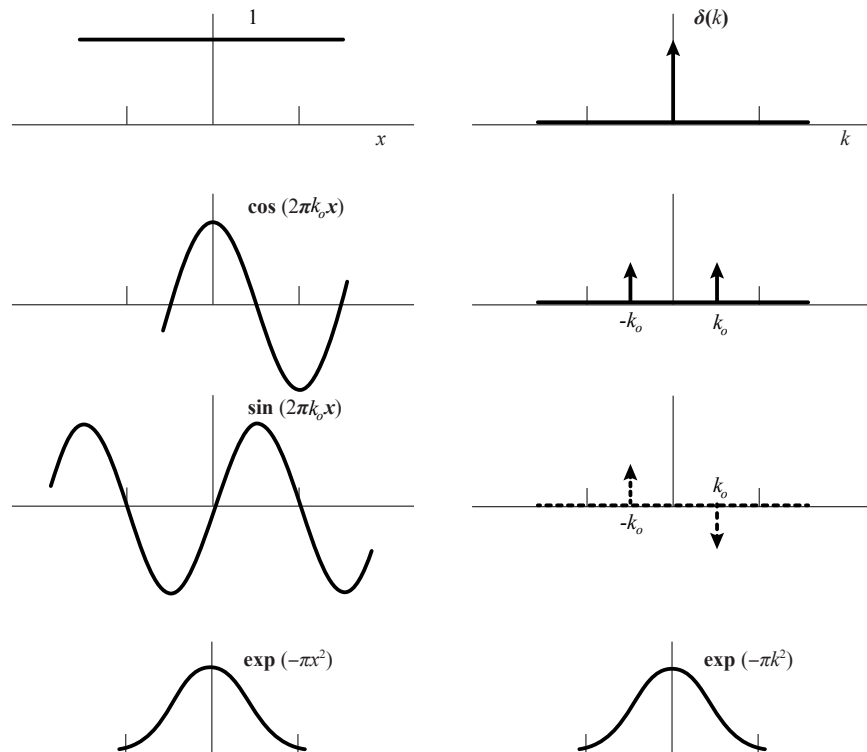 1
δ(k)
x
k
cos (2πkₒx)
-kₒ
kₒ
sin (2πkₒx)
kₒ
-kₒ
exp (−πx²)
exp (−πk²)